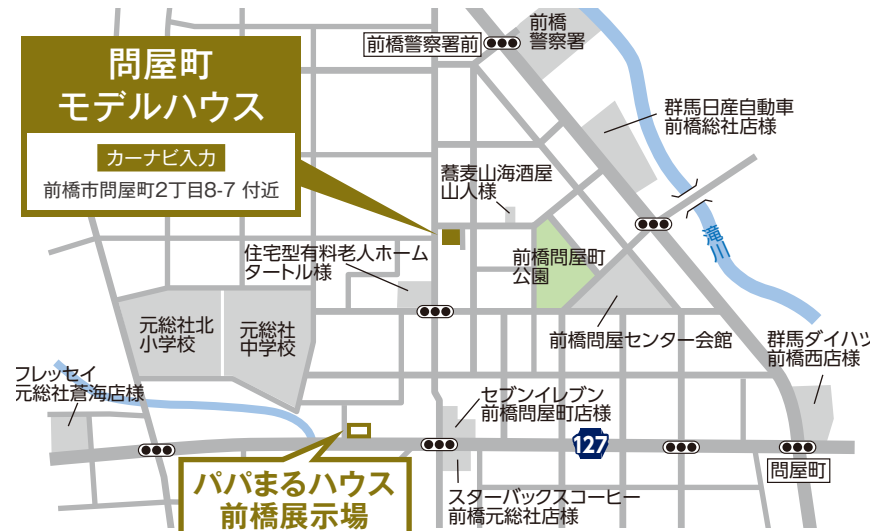 前橋
警察署
前橋警察署前
問屋町
モデルハウス
カーナビ入力
前橋市問屋町2丁目8-7 付近
群馬日産自動車
前橋総社店様
蕎麦山海酒屋
山人様
滝川
住宅型有料老人ホーム
タートル様
前橋問屋町
公園
元総社北
小学校
元総社
中学校
前橋問屋センター会館
群馬ダイハツ
前橋西店様
フレッセイ
元総社蒼海店様
セブンイレブン
前橋問屋町店様
127
問屋町
パパまるハウス
前橋展示場
スターバックスコーヒー
前橋元総社店様